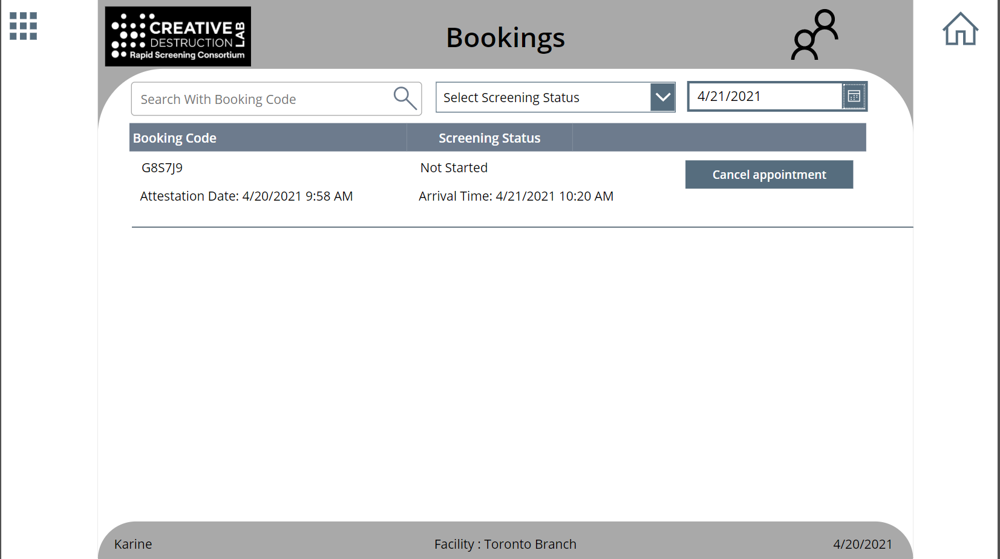 CREATIVE
DESTRUCTION
LAB
Rapid Screening Consortium
Bookings
Search With Booking Code
Select Screening Status
4/21/2021
Booking Code
Screening Status
G8S7J9
Not Started
Cancel appointment
Attestation Date: 4/20/2021 9:58 AM
Arrival Time: 4/21/2021 10:20 AM
Karine
Facility : Toronto Branch
4/20/2021